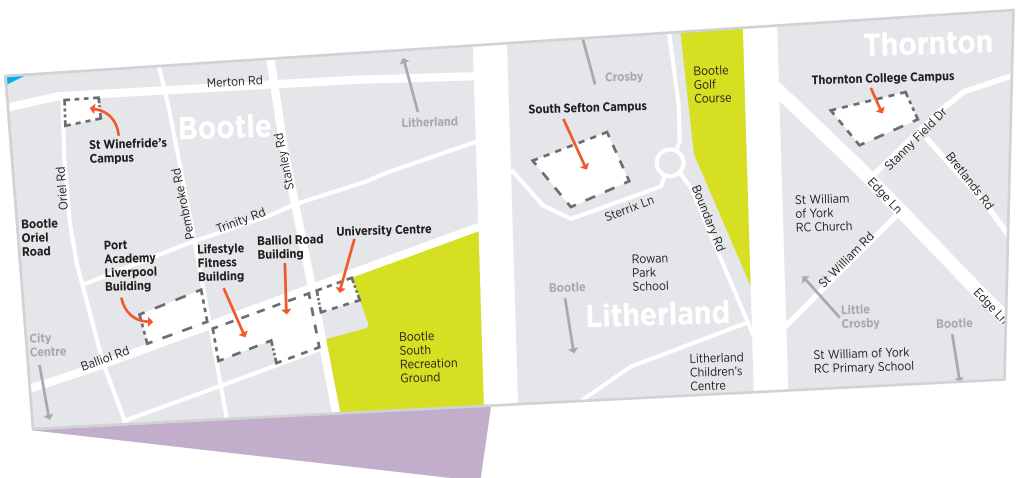 Merton Rd
Bootle
St Winefride's
Campus
Litherland
Oriel Rd
Pembroke Rd
Stanley Rd
Trinity Rd
Bootle
Oriel
Road
Port
Academy
Liverpool
Building
Lifestyle
Fitness
Building
Balliol Road
Building
University Centre
City
Centre
Balliol Rd
Bootle
South
Recreation
Ground
Crosby
Bootle
Golf
Course
South Sefton Campus
Sterrix Ln
Boundary Rd
Rowan
Park
School
Bootle
Litherland
Litherland
Children's
Centre
Thornton
Thornton College Campus
Stanny Field Dr
Bretlands Rd
Edge Ln
St William
of York
RC Church
St William Rd
Little
Crosby
Edge Ln
Bootle
St William of York
RC Primary School